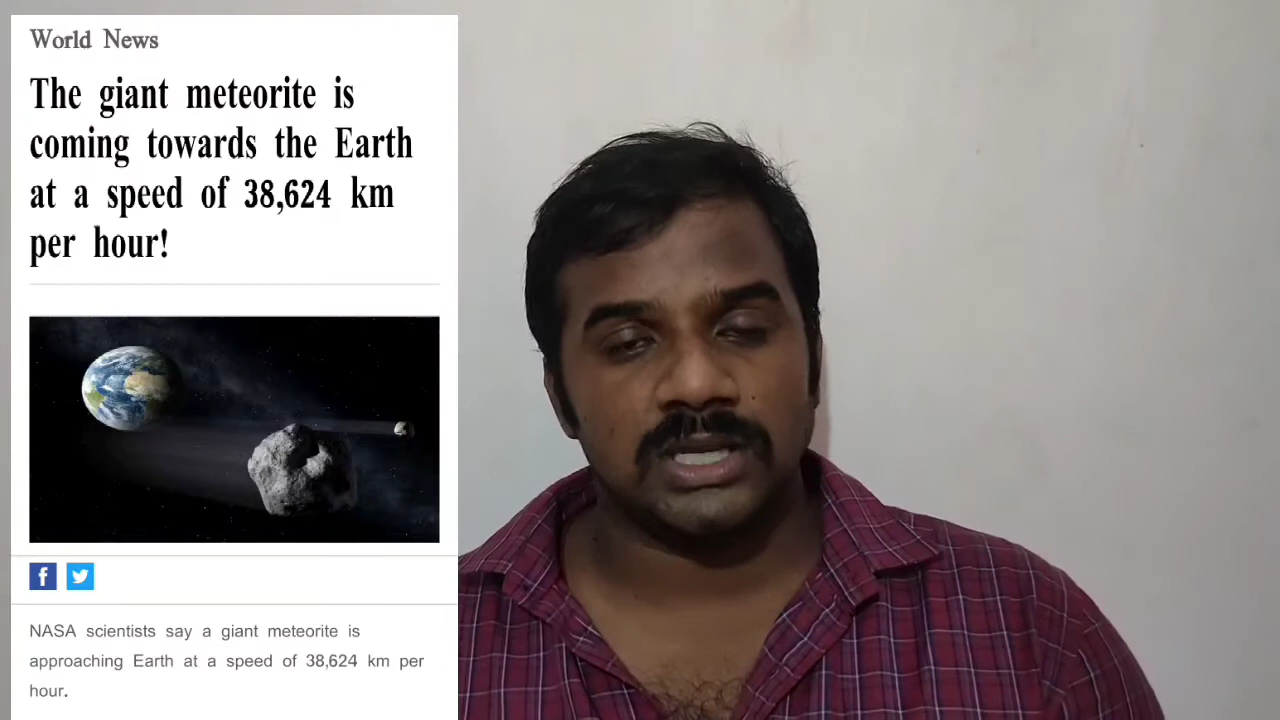 World News
The giant meteorite is
coming towards the Earth
at a speed of 38,624 km
per hour!
f
NASA scientists say a giant meteorite is
approaching Earth at a speed of 38,624 km per
hour.